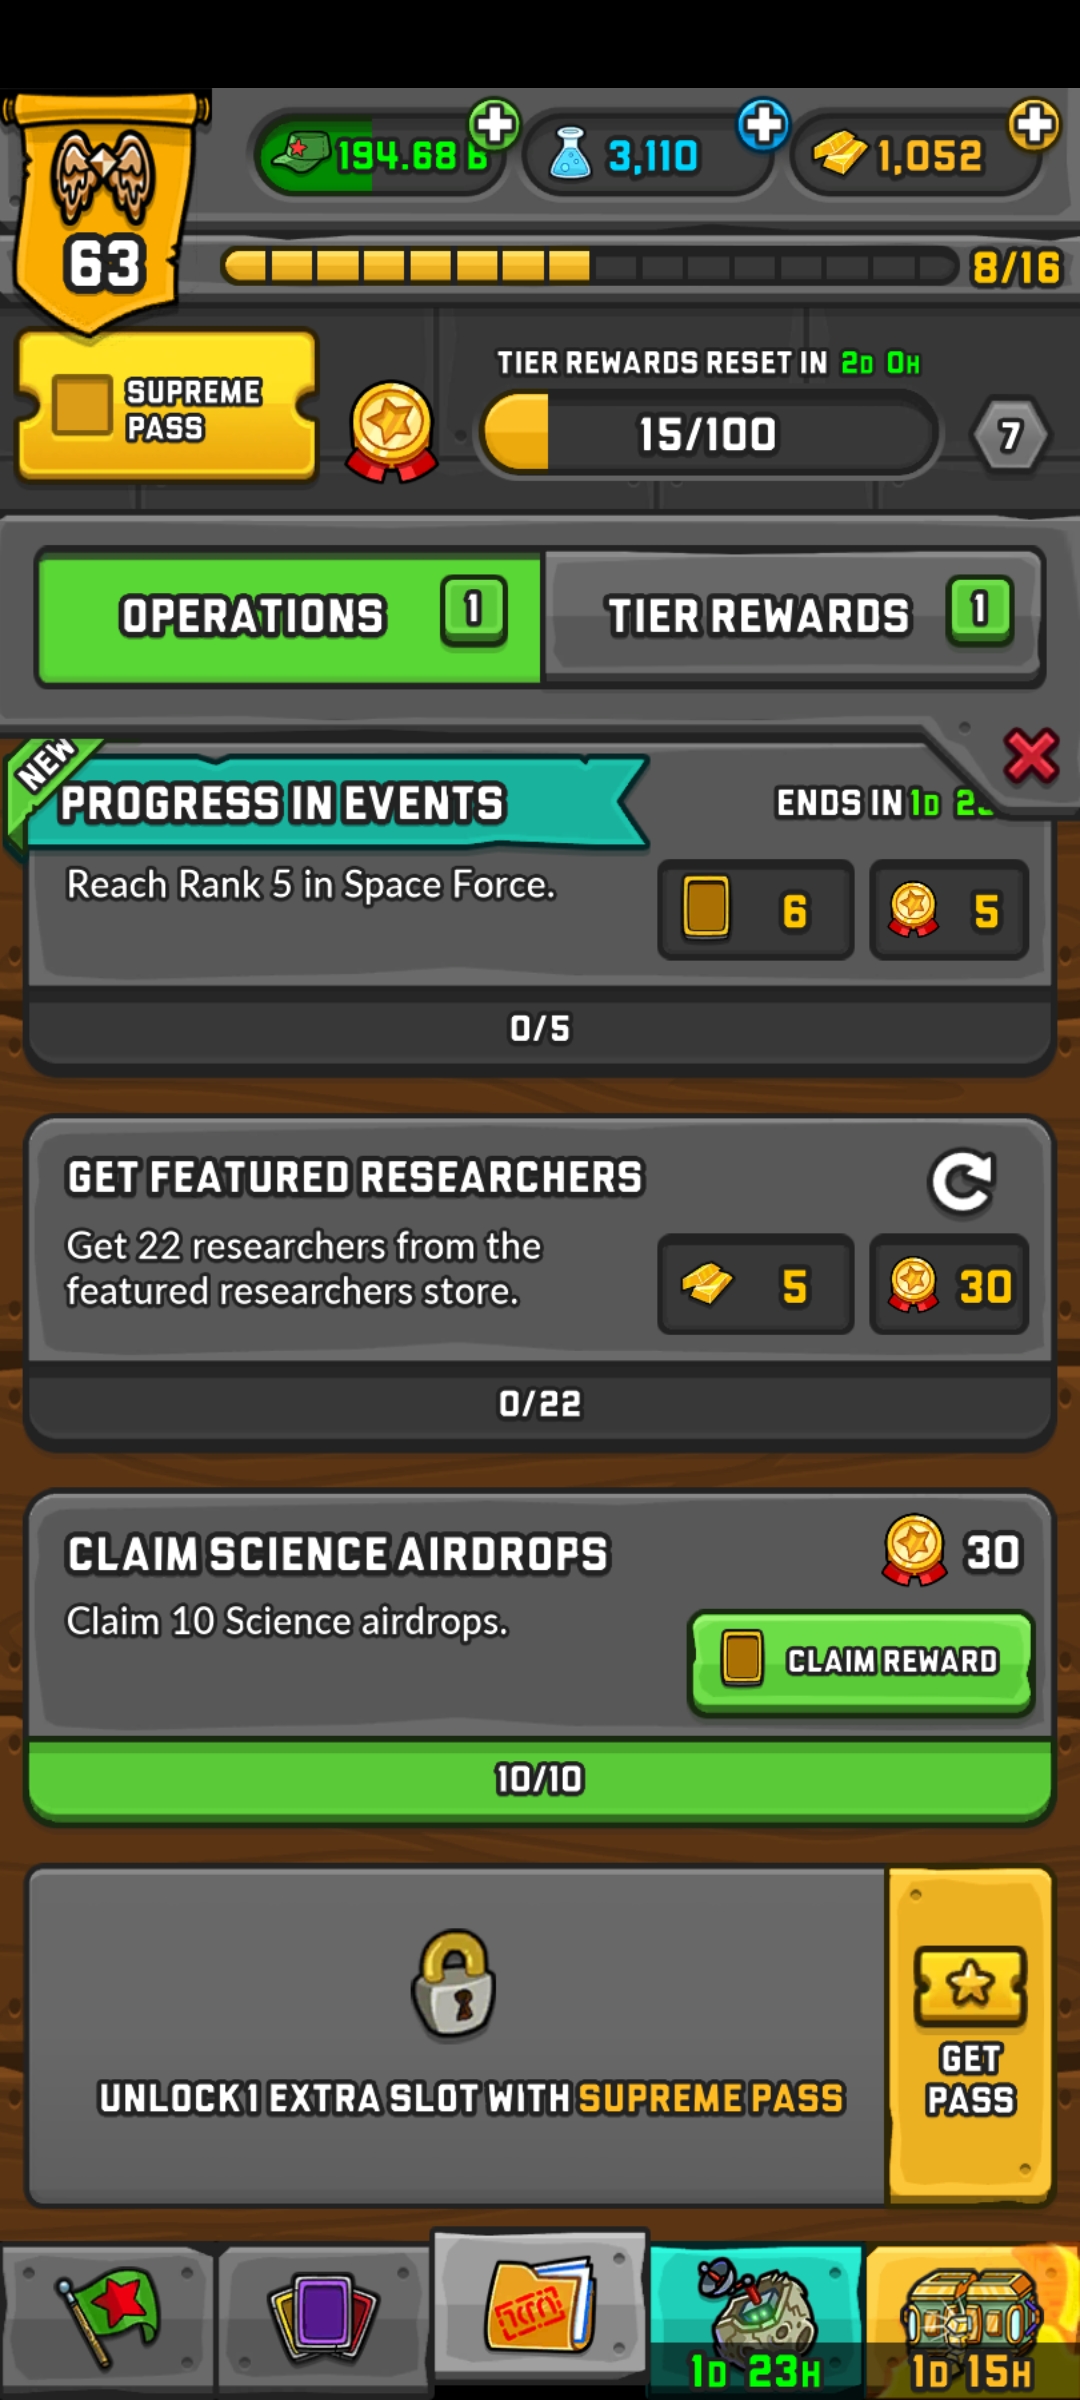 194.68 B
3,110
1,052
63
8/16
SUPREME
PASS
TIER REWARDS RESET IN 2D 0H
15/100
7
OPERATIONS 1
TIER REWARDS 1
NEW
PROGRESS IN EVENTS
ENDS IN 1D
Reach Rank 5 in Space Force.
6
5
0/5
GET FEATURED RESEARCHERS
Get 22 researchers from the
featured researchers store.
5
30
0/22
CLAIM SCIENCE AIRDROPS
30
Claim 10 Science airdrops.
CLAIM REWARD
10/10
UNLOCK 1 EXTRA SLOT WITH SUPREME PASS
GET
PASS
1D 23H
1D 15H